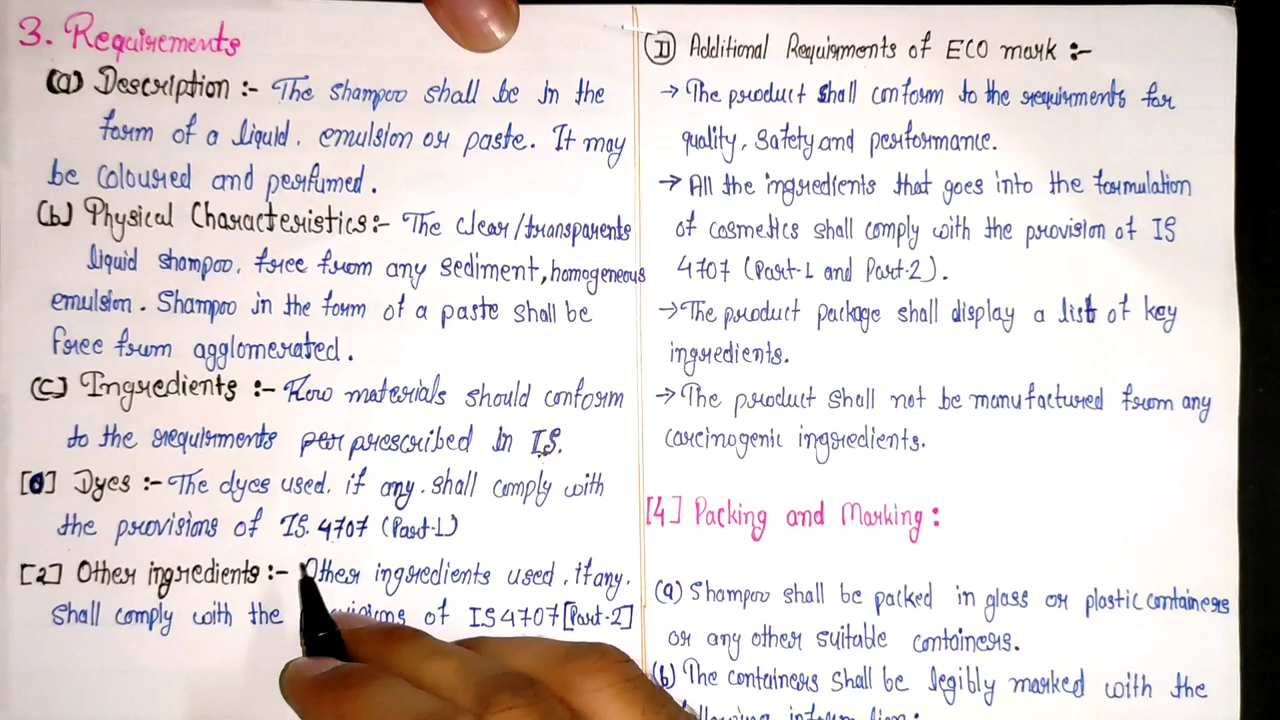 3. Requirements
(a) Description :- The shampoo shall be in the
form of a liquid, emulsion or paste. It may
be coloured and perfumed.
(b) Physical Characteristics:- The clear/transparents
liquid shampoo, free from any sediment, homogeneous
emulsion. Shampoo in the form of a paste shall be
free from agglomerated.
(C) Ingredients :- Row materials should conform
to the requirments per prescribed in IS.
Dyes :- The dyes used, if any, shall comply with
the provisions of IS. 4707 (Part-1)
[2] Other ingredients :- Other ingredients used, if any,
shall comply with the of IS 4707 [Part-2]
(D) Additional Requirments of ECO mark :-
→ The product shall conform to the requirments for
quality, safety and performance.
→ All the ingredients that goes into the formulation
of cosmetics shall comply with the provision of IS
4707 (Part-1 and Part-2).
→ The product package shall display a list of key
ingredients.
→ The product shall not be manufactured from any
carcinogenic ingredients.
[4] Packing and Marking :
(a) Shampoo shall be packed in glass or plastic containers
or any other suitable containers.
(b) The containers shall be legibly marked with the